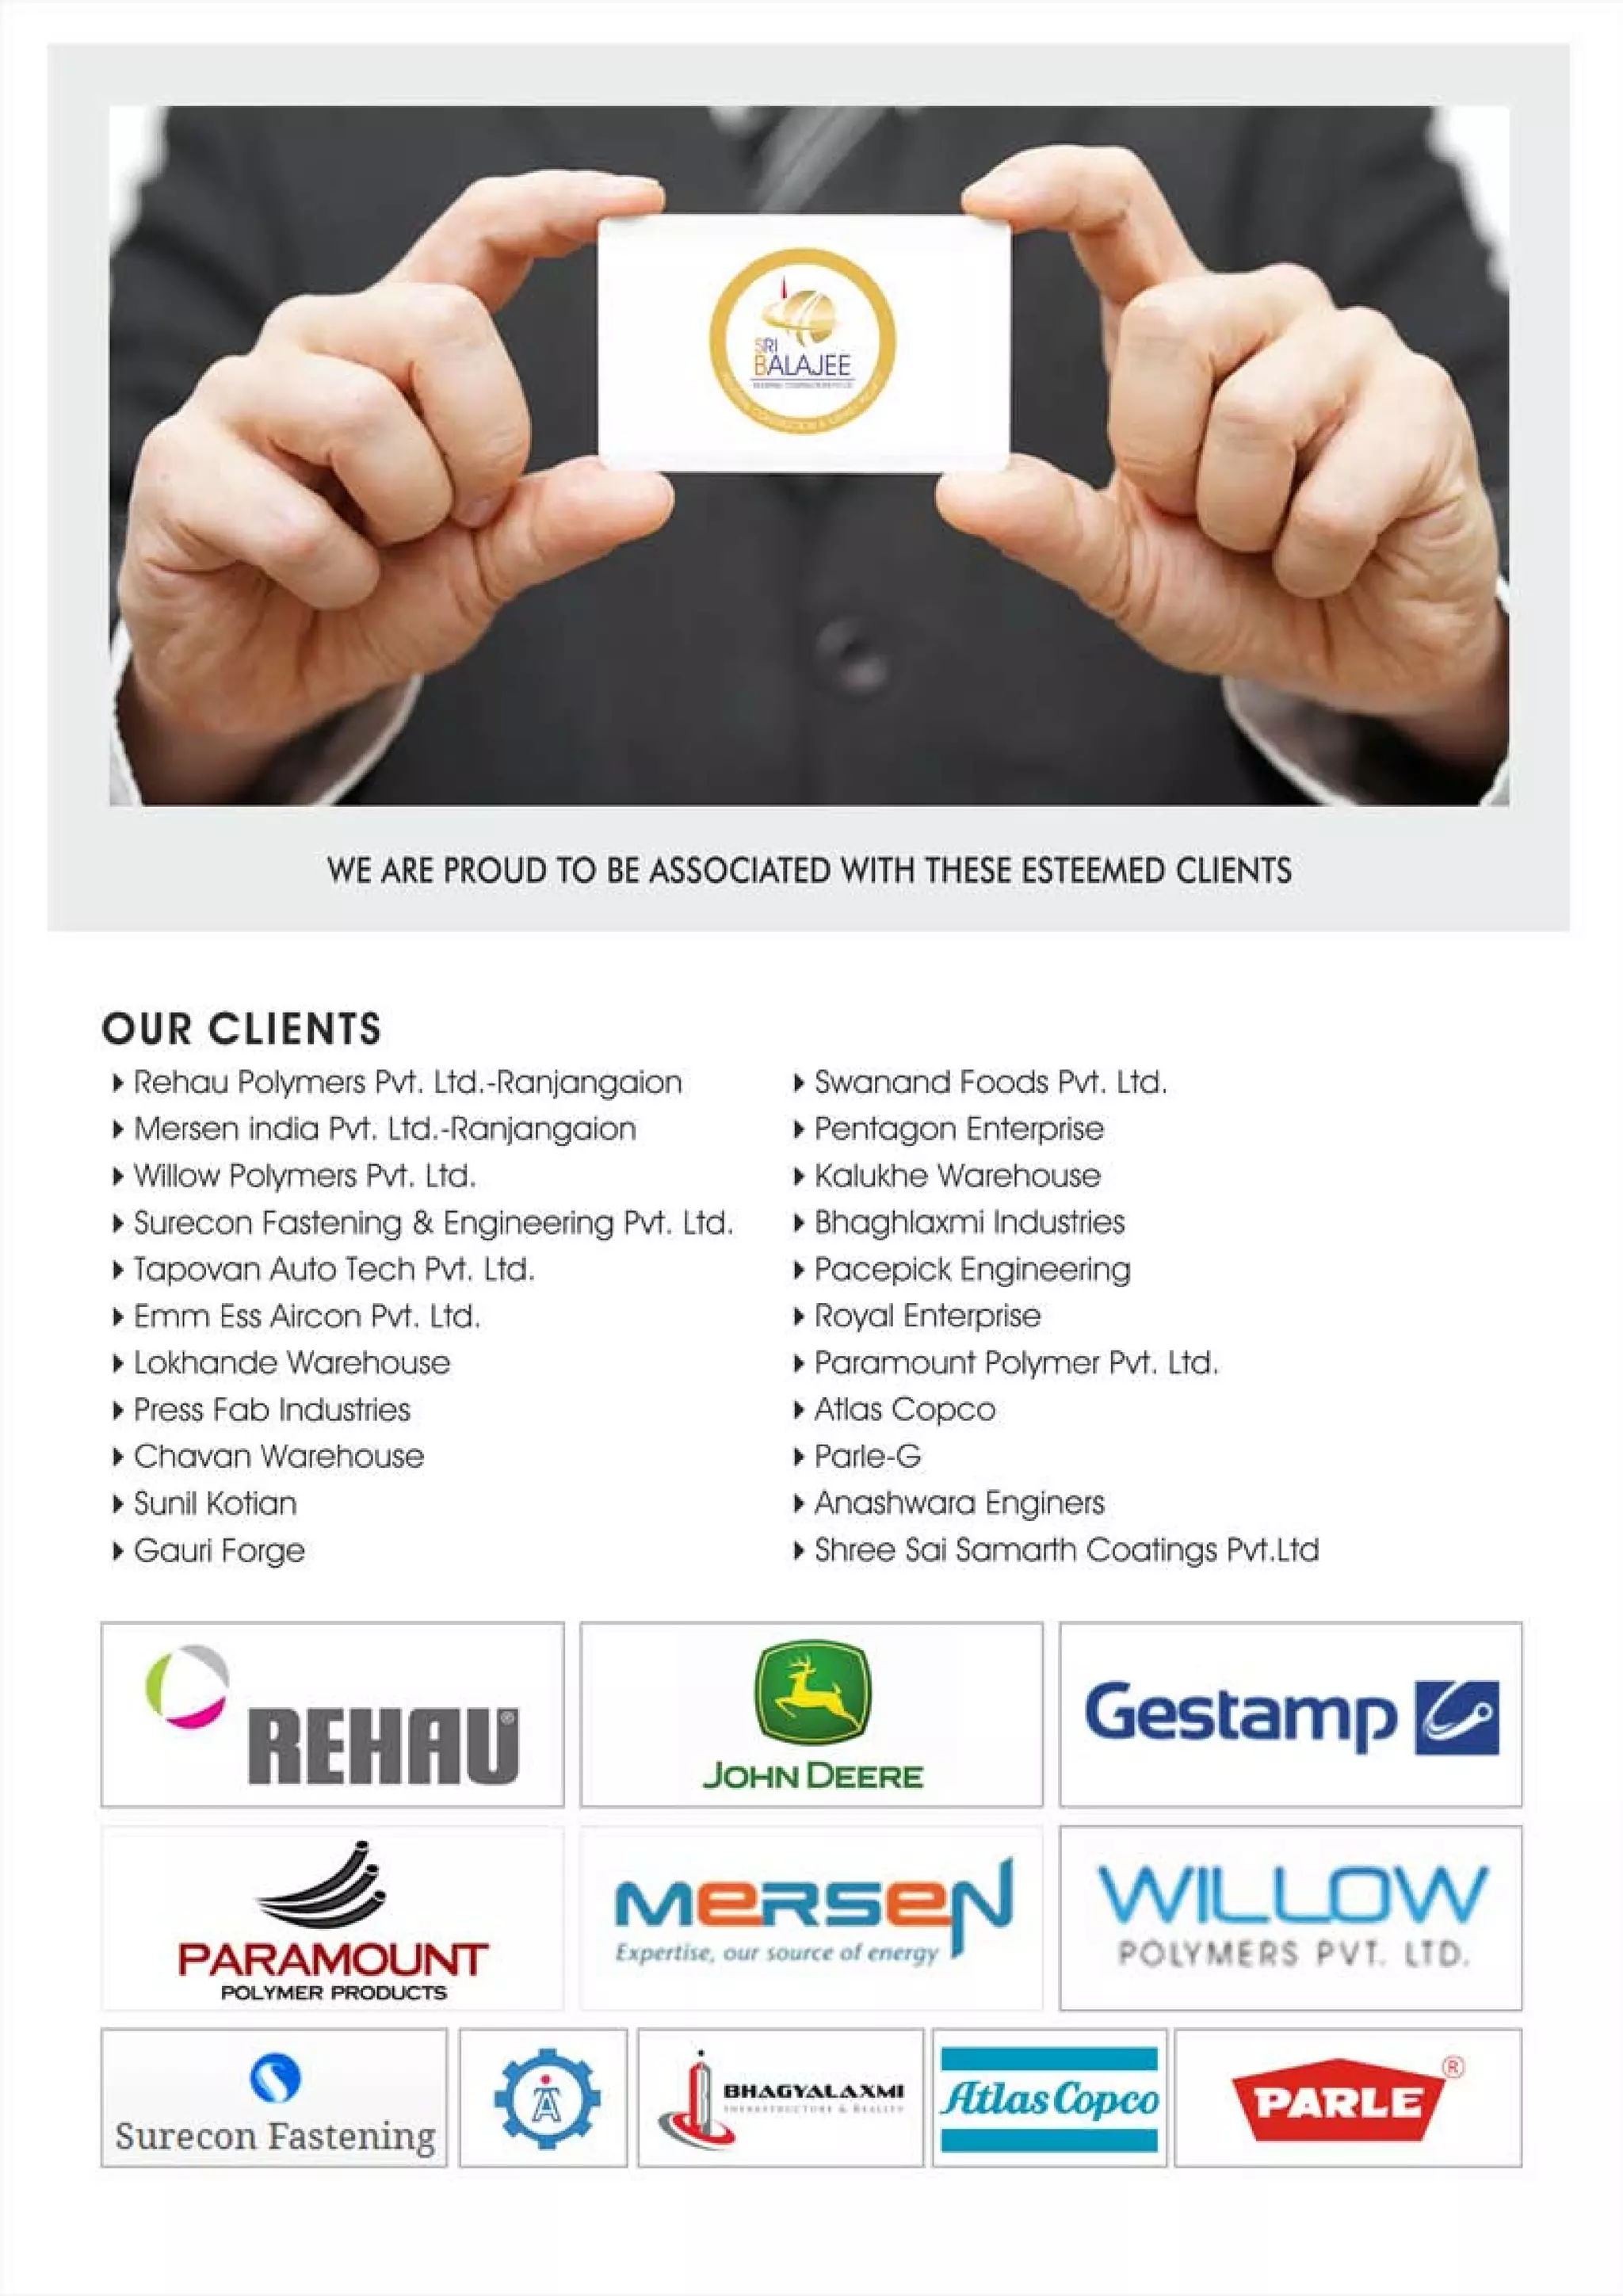 SRI
BALAJEE
WE ARE PROUD TO BE ASSOCIATED WITH THESE ESTEEMED CLIENTS
OUR CLIENTS
Rehau Polymers Pvt. Ltd.-Ranjangaion
Mersen india Pvt. Ltd.-Ranjangaion
Willow Polymers Pvt. Ltd.
Surecon Fastening & Engineering Pvt. Ltd.
Tapovan Auto Tech Pvt. Ltd.
Emm Ess Aircon Pvt. Ltd.
Lokhande Warehouse
Press Fab Industries
Chavan Warehouse
Sunil Kotian
Gauri Forge
Swanand Foods Pvt. Ltd.
Pentagon Enterprise
Kalukhe Warehouse
Bhaghlaxmi Industries
Pacepick Engineering
Royal Enterprise
Paramount Polymer Pvt. Ltd.
Atlas Copco
Parle-G
Anashwara Enginers
Shree Sai Samarth Coatings Pvt.Ltd
REHAU®
JOHN DEERE
Gestamp
PARAMOUNT
POLYMER PRODUCTS
MERSEN
Expertise, our source of energy
WILLOW
POLYMERS PVT. LTD.
Surecon Fastening
BHAGYALAXMI
INFRASTRUCTURE & REALITY
Atlas Copco
PARLE®